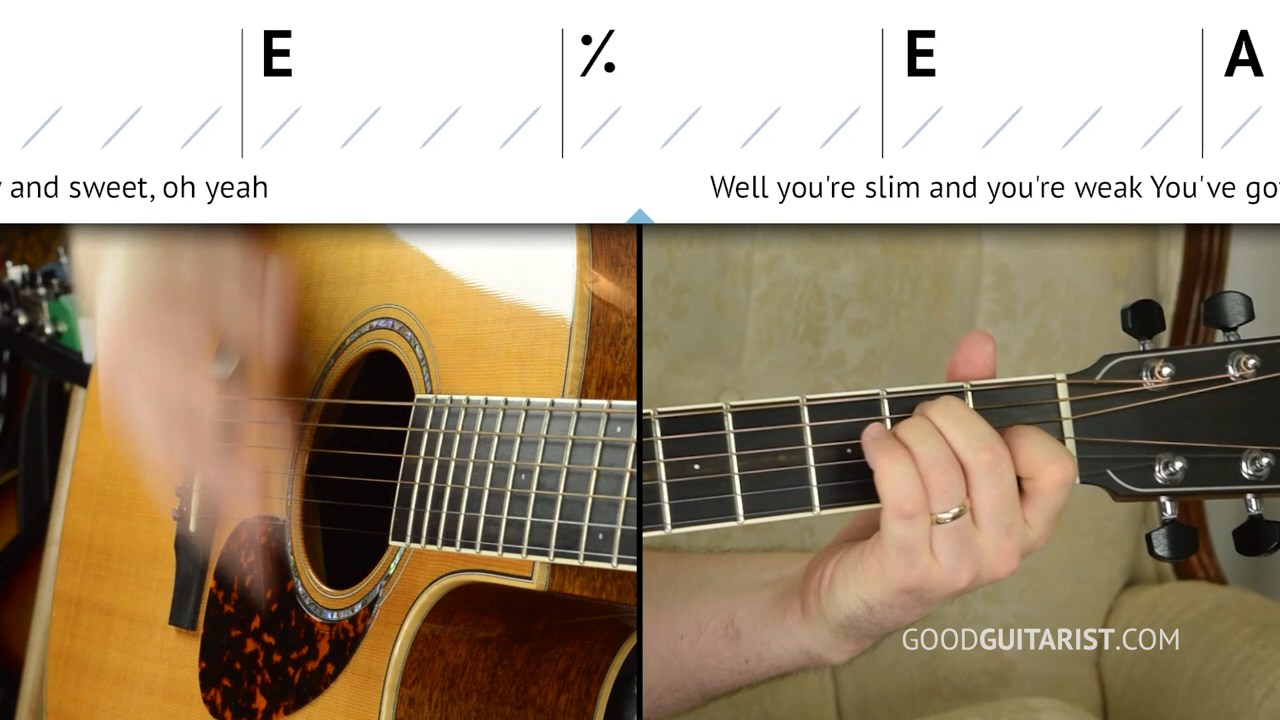 E % E A
and sweet, oh yeah Well you're slim and you're weak You've
GOODGUITARIST.COM